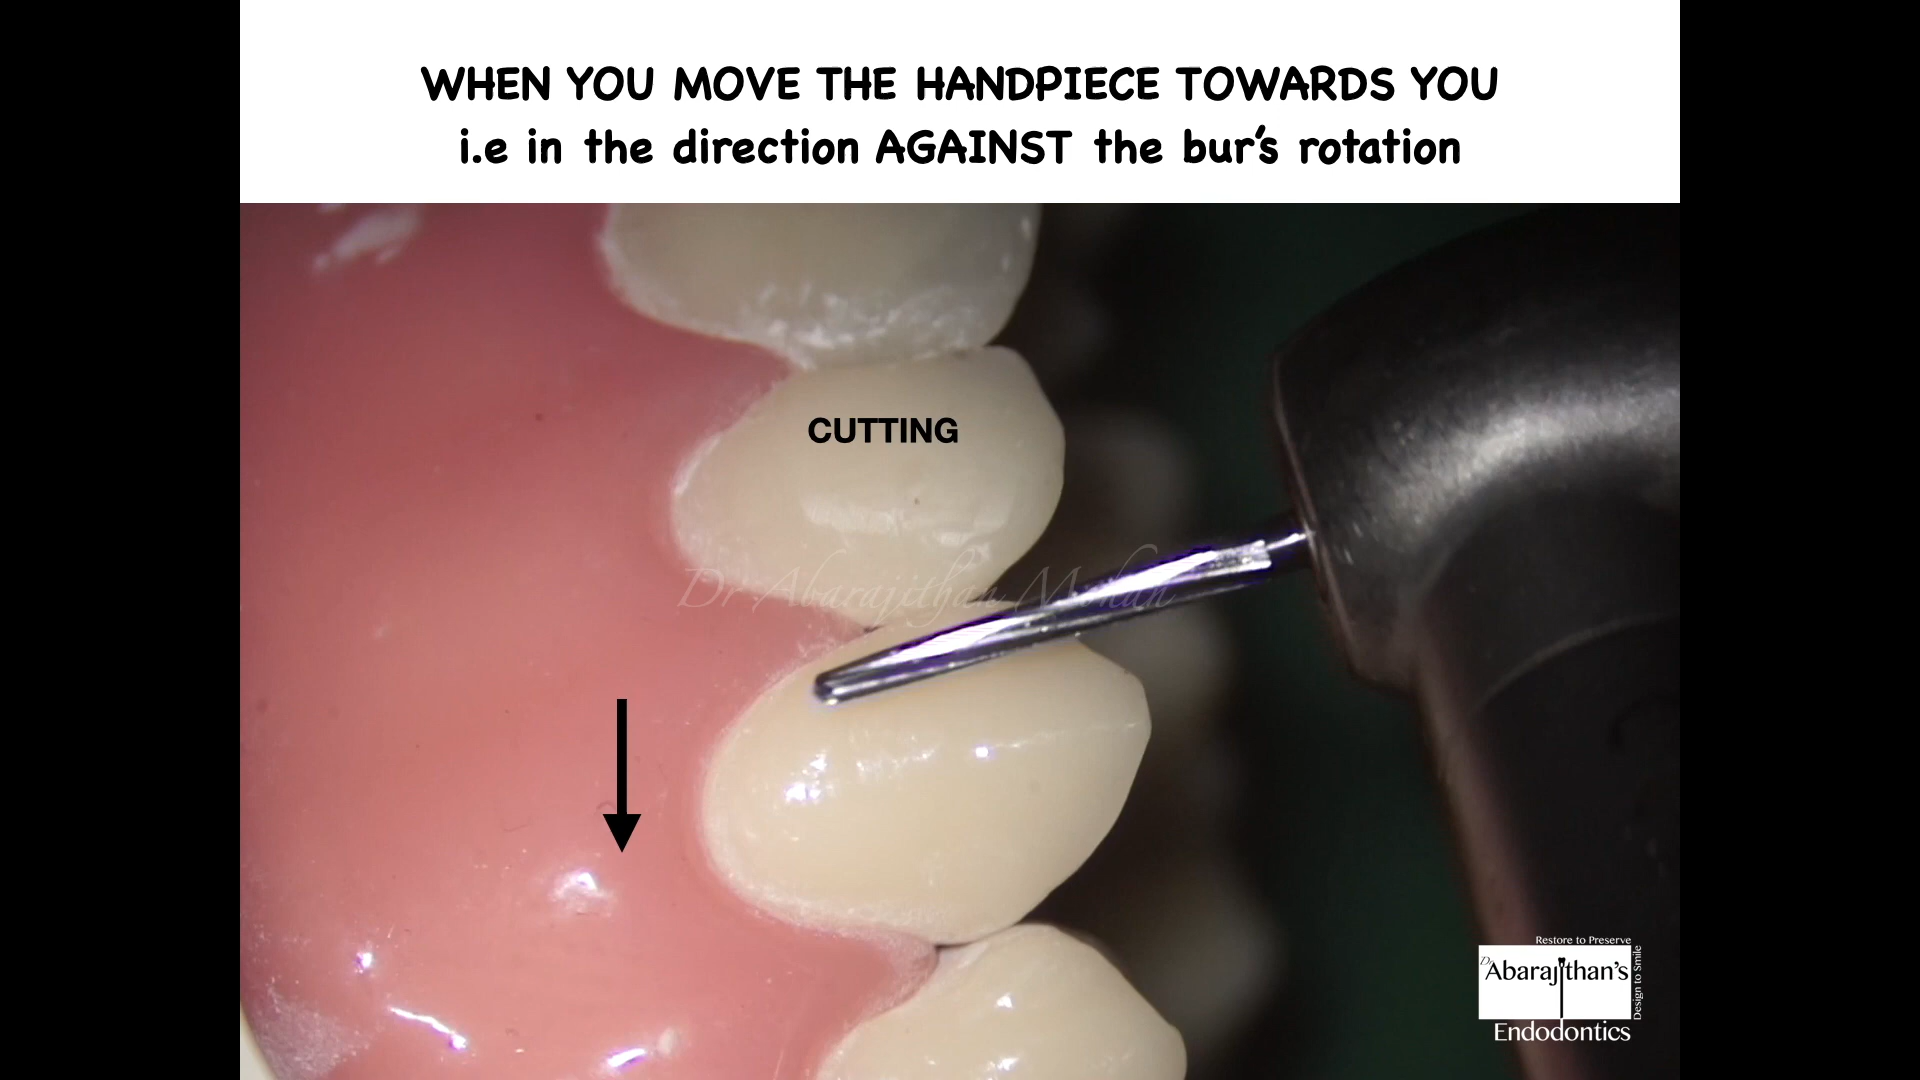 WHEN YOU MOVE THE HANDPIECE TOWARDS YOU
i.e in the direction AGAINST the bur's rotation
CUTTING
Dr Abarajithan Mohan
Restore to Preserve
Dr
Abarajithan's
Endodontics
Design to Smile